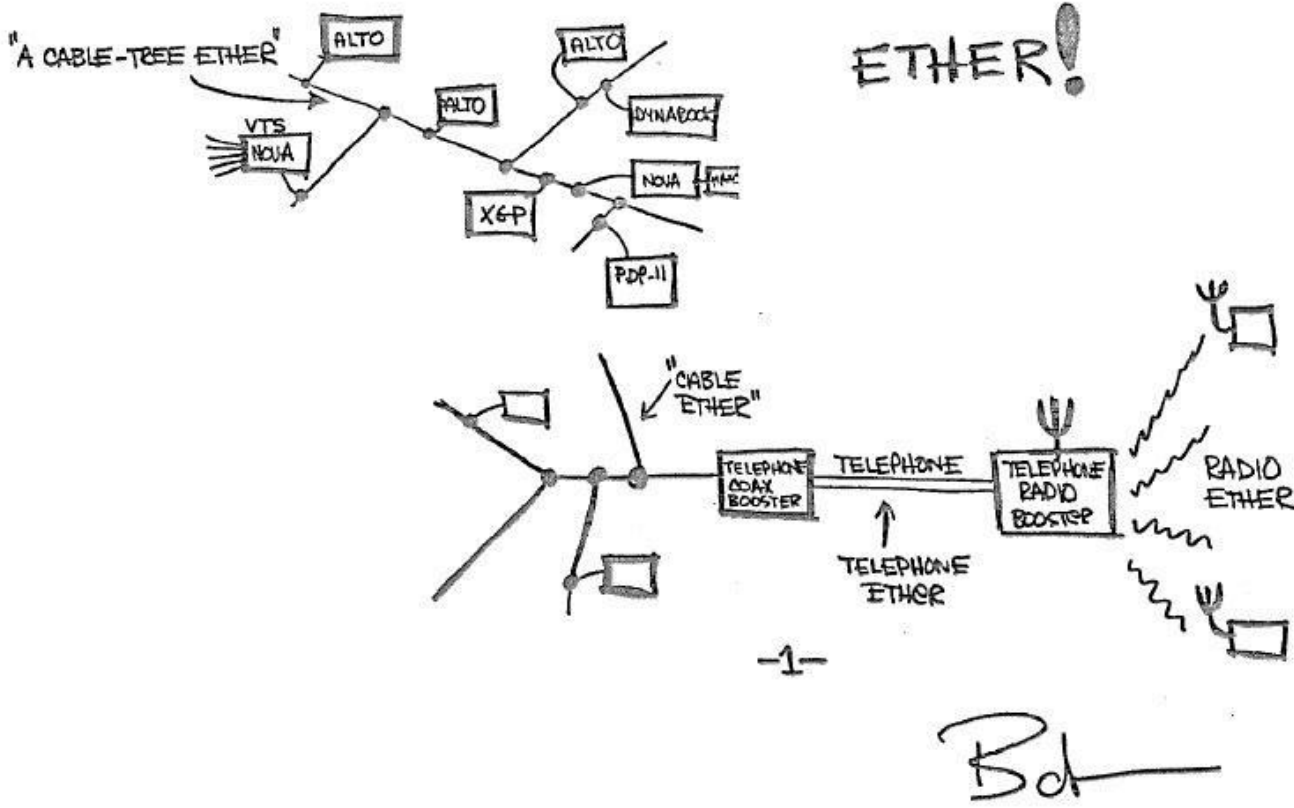 "A CABLE-TREE ETHER"
ALTO
ALTO
ETHER!
ALTO
DYNABOOK
VTS
NOVA
NOVA
XGP
PDP-11
"CABLE
ETHER"
TELEPHONE
COAX
BOOSTER
TELEPHONE
TELEPHONE
RADIO
BOOSTER
RADIO
ETHER
TELEPHONE
ETHER
-1-